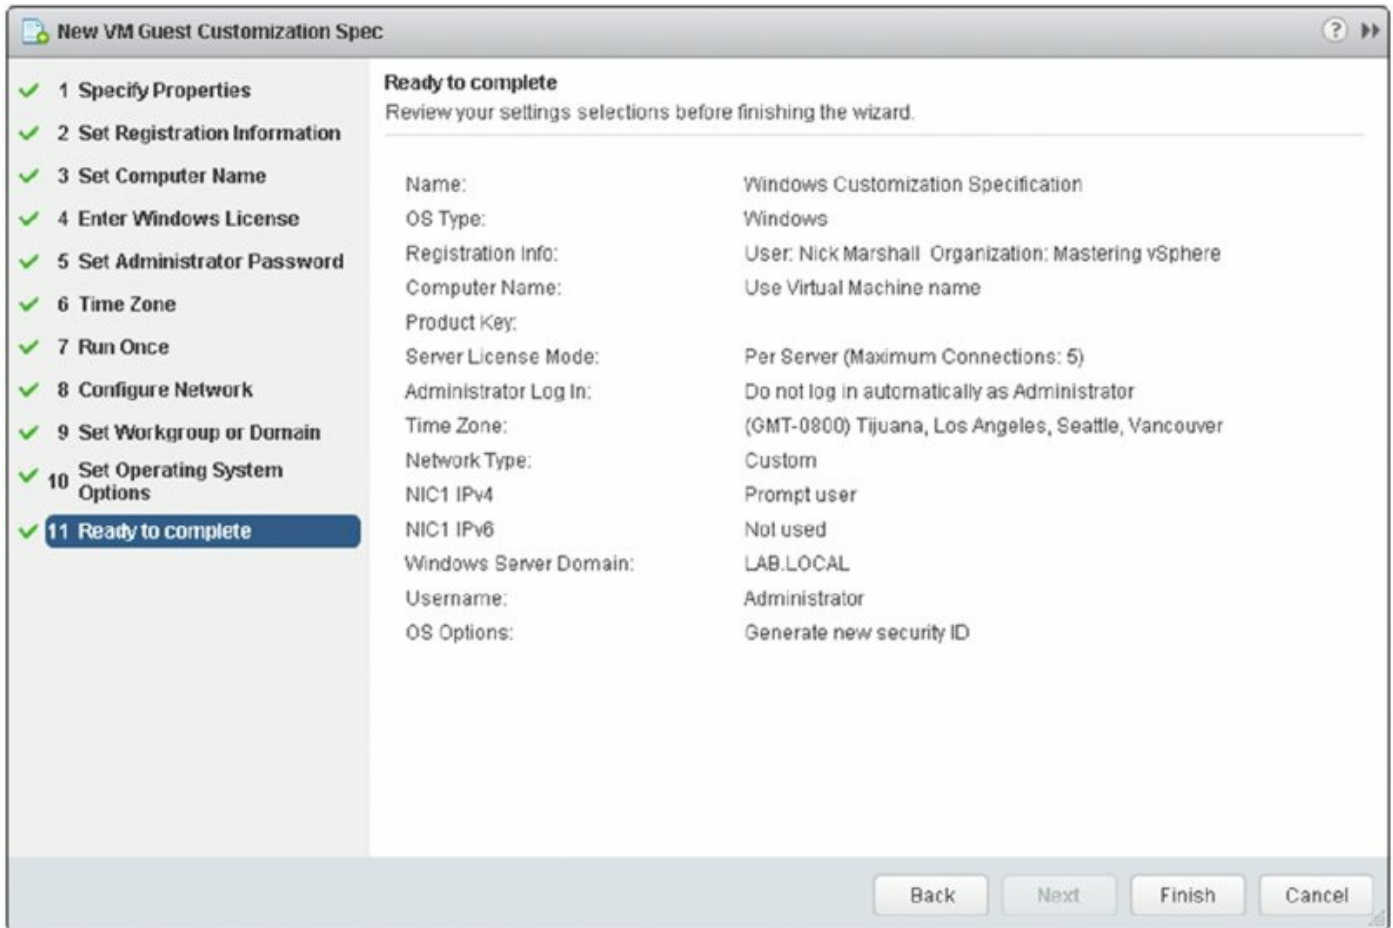 New VM Guest Customization Spec
?
1 Specify Properties
2 Set Registration Information
3 Set Computer Name
4 Enter Windows License
5 Set Administrator Password
6 Time Zone
7 Run Once
8 Configure Network
9 Set Workgroup or Domain
10 Set Operating System
Options
11 Ready to complete
Ready to complete
Review your settings selections before finishing the wizard.
Name: Windows Customization Specification
OS Type: Windows
Registration Info: User: Nick Marshall Organization: Mastering vSphere
Computer Name: Use Virtual Machine name
Product Key:
Server License Mode: Per Server (Maximum Connections: 5)
Administrator Log In: Do not log in automatically as Administrator
Time Zone: (GMT-0800) Tijuana, Los Angeles, Seattle, Vancouver
Network Type: Custom
NIC1 IPv4 Prompt user
NIC1 IPv6 Not used
Windows Server Domain: LAB.LOCAL
Username: Administrator
OS Options: Generate new security ID
Back Next Finish Cancel